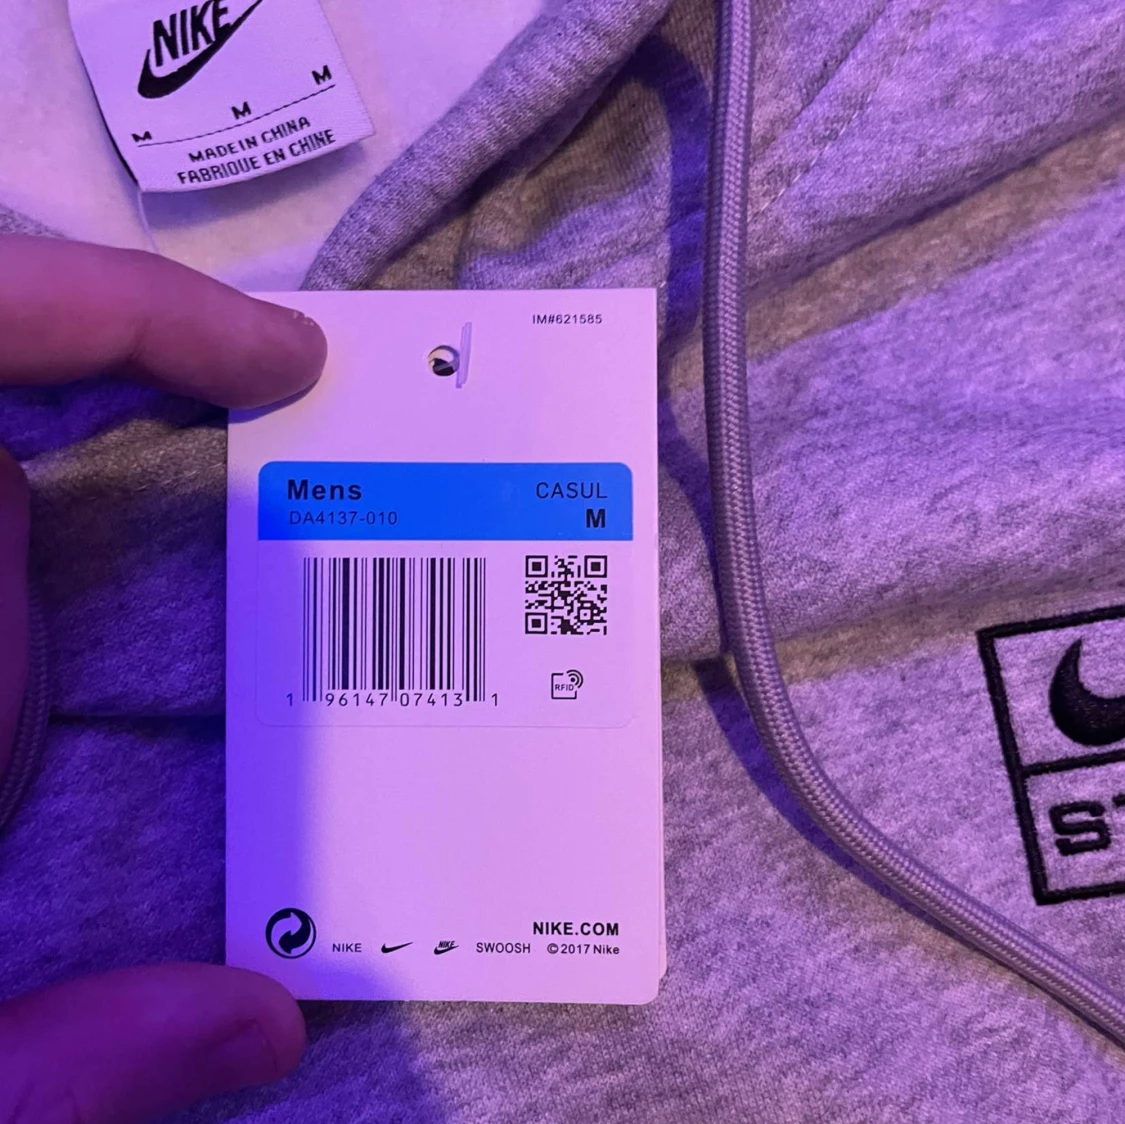 NIKE
M M M
MADE IN CHINA
FABRIQUE EN CHINE
IM#621585
Mens CASUL
DA4137-010 M
1 96147 07413 1
RFID
NIKE.COM
NIKE NIKE SWOOSH ©2017 Nike